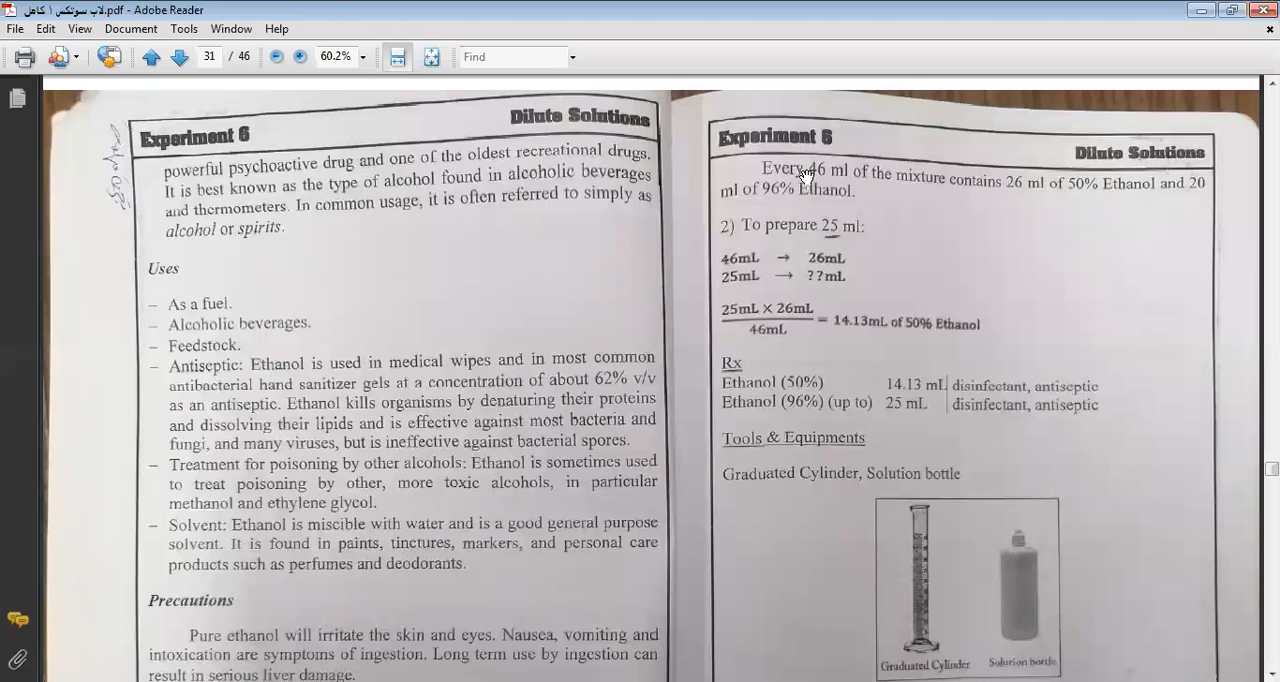 لاب سوتكس ١ كامل.pdf - Adobe Reader
File Edit View Document Tools Window Help
31 / 46 60.2% Find
Experiment 6 Dilute Solutions
powerful psychoactive drug and one of the oldest recreational drugs.
It is best known as the type of alcohol found in alcoholic beverages
and thermometers. In common usage, it is often referred to simply as
alcohol or spirits.
Uses
– As a fuel.
– Alcoholic beverages.
– Feedstock.
– Antiseptic: Ethanol is used in medical wipes and in most common
antibacterial hand sanitizer gels at a concentration of about 62% v/v
as an antiseptic. Ethanol kills organisms by denaturing their proteins
and dissolving their lipids and is effective against most bacteria and
fungi, and many viruses, but is ineffective against bacterial spores.
– Treatment for poisoning by other alcohols: Ethanol is sometimes used
to treat poisoning by other, more toxic alcohols, in particular
methanol and ethylene glycol.
– Solvent: Ethanol is miscible with water and is a good general purpose
solvent. It is found in paints, tinctures, markers, and personal care
products such as perfumes and deodorants.
Precautions
Pure ethanol will irritate the skin and eyes. Nausea, vomiting and
intoxication are symptoms of ingestion. Long term use by ingestion can
result in serious liver damage.
Experiment 6
Dilute Solutions
Every 46 ml of the mixture contains 26 ml of 50% Ethanol and 20
ml of 96% Ethanol.
2) To prepare 25 ml:
46mL → 26mL
25mL → ??mL
25mL X 26mL
= 14.13mL of 50% Ethanol
46mL
Rx
Ethanol (50%) 14.13 mL disinfectant, antiseptic
Ethanol (96%) (up to) 25 mL disinfectant, antiseptic
Tools & Equipments
Graduated Cylinder, Solution bottle
Graduated Cylinder Solution bottle